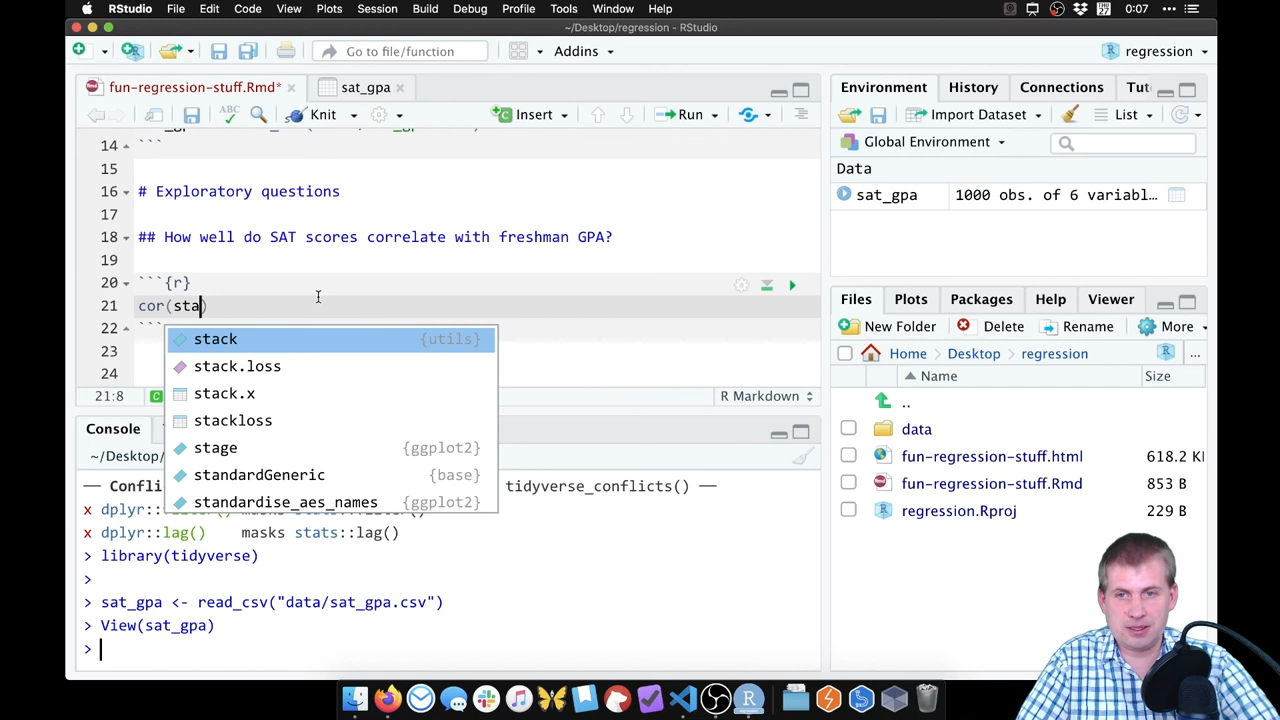 RStudio File Edit Code View Plots Session Build Debug Profile Tools Window Help THU 27 0:07
~/Desktop/regression - RStudio
Go to file/function Addins regression
fun-regression-stuff.Rmd* sat_gpa
ABC Knit Insert Run
14 ```
15
16 # Exploratory questions
17
18 ## How well do SAT scores correlate with freshman GPA?
19
20 ```{r}
21 cor(sta)
22 ```
23
24
stack {utils}
stack.loss
stack.x
stackloss
stage {ggplot2}
standardGeneric {base}
standardise_aes_names {ggplot2}
21:8 R Markdown
Console
~/Desktop/
── Confli tidyverse_conflicts() ──
x dplyr::
x dplyr::lag() masks stats::lag()
> library(tidyverse)
>
> sat_gpa <- read_csv("data/sat_gpa.csv")
> View(sat_gpa)
>
Environment History Connections Tut
Import Dataset List
Global Environment
Data
sat_gpa 1000 obs. of 6 variabl…
Files Plots Packages Help Viewer
New Folder Delete Rename More
Home Desktop regression ...
Name Size
..
data
fun-regression-stuff.html 618.2 K
fun-regression-stuff.Rmd 853 B
regression.Rproj 229 B